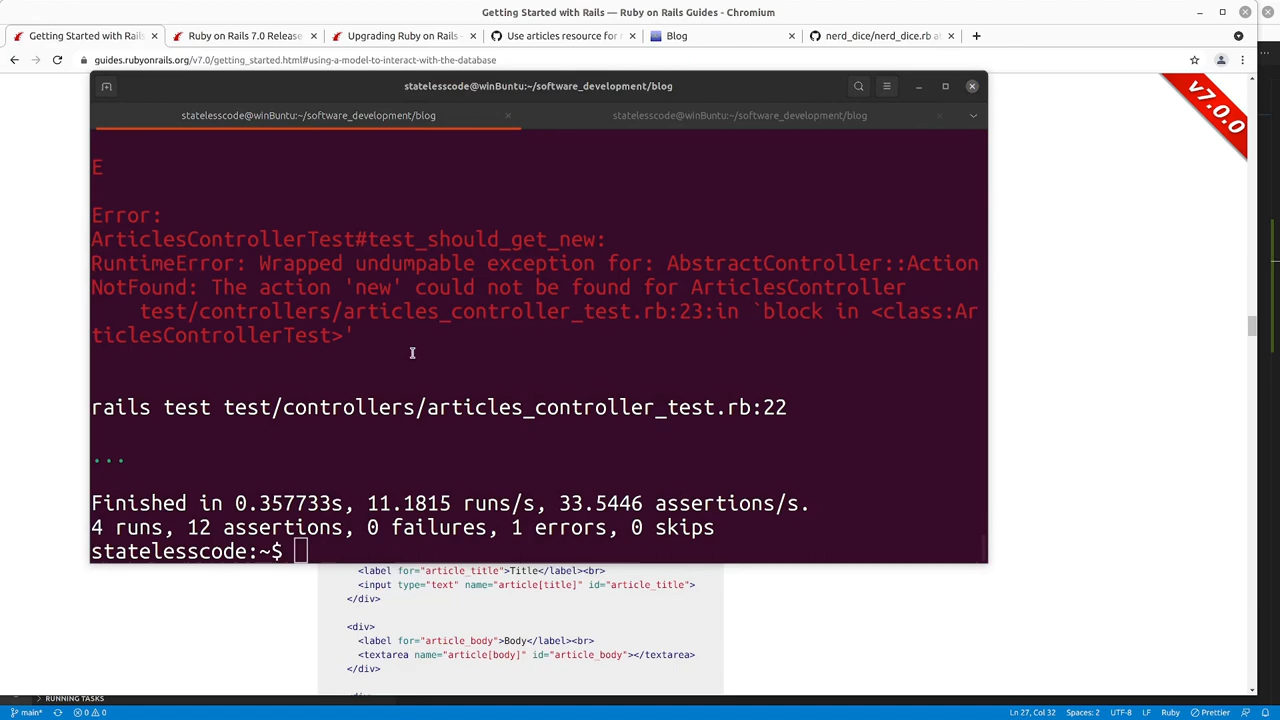 Getting Started with Rails — Ruby on Rails Guides - Chromium
Getting Started with Rails
Ruby on Rails 7.0 Release
Upgrading Ruby on Rails –
Use articles resource for
Blog
nerd_dice/nerd_dice.rb at
guides.rubyonrails.org/v7.0/getting_started.html#using-a-model-to-interact-with-the-database
v7.0.0
statelesscode@winBuntu:~/software_development/blog
statelesscode@winBuntu:~/software_development/blog
statelesscode@winBuntu:~/software_development/blog
E
Error:
ArticlesControllerTest#test_should_get_new:
RuntimeError: Wrapped undumpable exception for: AbstractController::Action
NotFound: The action 'new' could not be found for ArticlesController
test/controllers/articles_controller_test.rb:23:in `block in <class:Ar
ticlesControllerTest>'
rails test test/controllers/articles_controller_test.rb:22
...
Finished in 0.357733s, 11.1815 runs/s, 33.5446 assertions/s.
4 runs, 12 assertions, 0 failures, 1 errors, 0 skips
statelesscode:~$
<label for="article_title">Title</label><br>
<input type="text" name="article[title]" id="article_title">
</div>
<div>
<label for="article_body">Body</label><br>
<textarea name="article[body]" id="article_body"></textarea>
</div>
RUNNING TASKS
main*
0
0
Ln 27, Col 32
Spaces: 2
UTF-8
LF
Ruby
Prettier